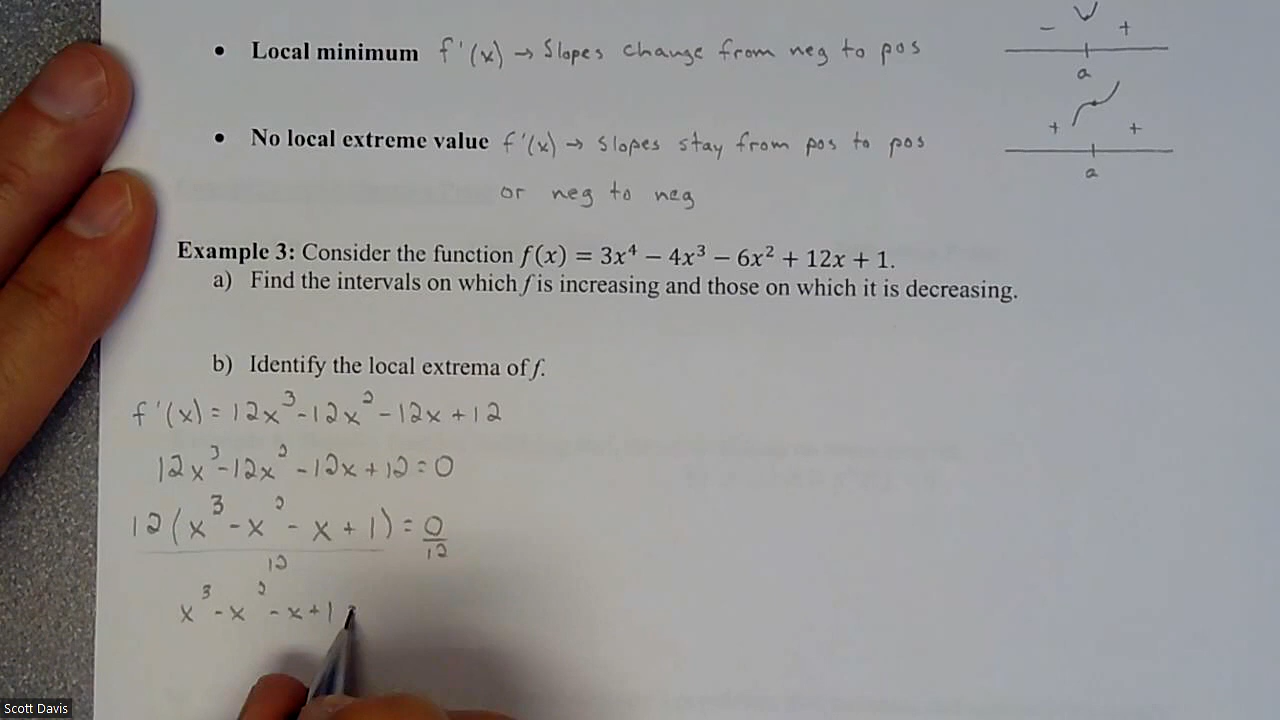 - W +
• Local minimum f'(x) → Slopes change from neg to pos
a
• No local extreme value f'(x) → Slopes stay from pos to pos
+ +
a
or neg to neg
Example 3: Consider the function f(x) = 3x⁴ − 4x³ − 6x² + 12x + 1.
a) Find the intervals on which f is increasing and those on which it is decreasing.
b) Identify the local extrema of f.
f'(x) = 12x³ - 12x² - 12x + 12
12x³ - 12x² - 12x + 12 = 0
12(x³ - x² - x + 1) = 0
12 12
x³ - x² - x + 1
Scott Davis